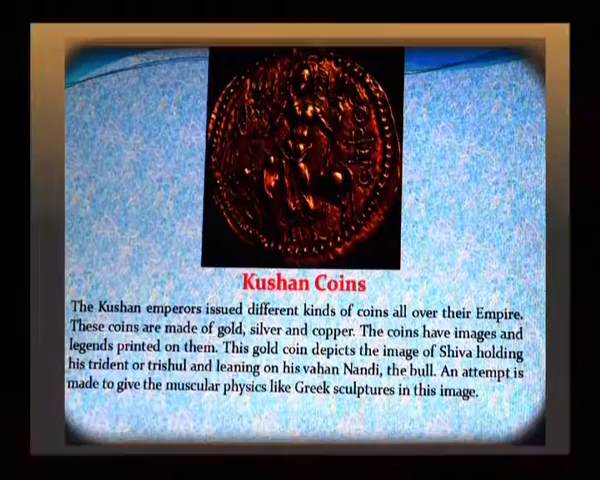 Kushan Coins
The Kushan emperors issued different kinds of coins all over their Empire.
These coins are made of gold, silver and copper. The coins have images and
legends printed on them. This gold coin depicts the image of Shiva holding
his trident or trishul and leaning on his vahan Nandi, the bull. An attempt is
made to give the muscular physics like Greek sculptures in this image.